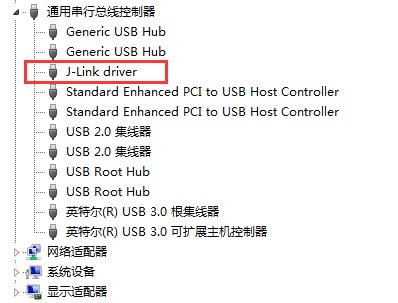 通用串行总线控制器
Generic USB Hub
Generic USB Hub
J-Link driver
Standard Enhanced PCI to USB Host Controller
Standard Enhanced PCI to USB Host Controller
USB 2.0 集线器
USB 2.0 集线器
USB Root Hub
USB Root Hub
英特尔(R) USB 3.0 根集线器
英特尔(R) USB 3.0 可扩展主机控制器
网络适配器
系统设备
显示适配器